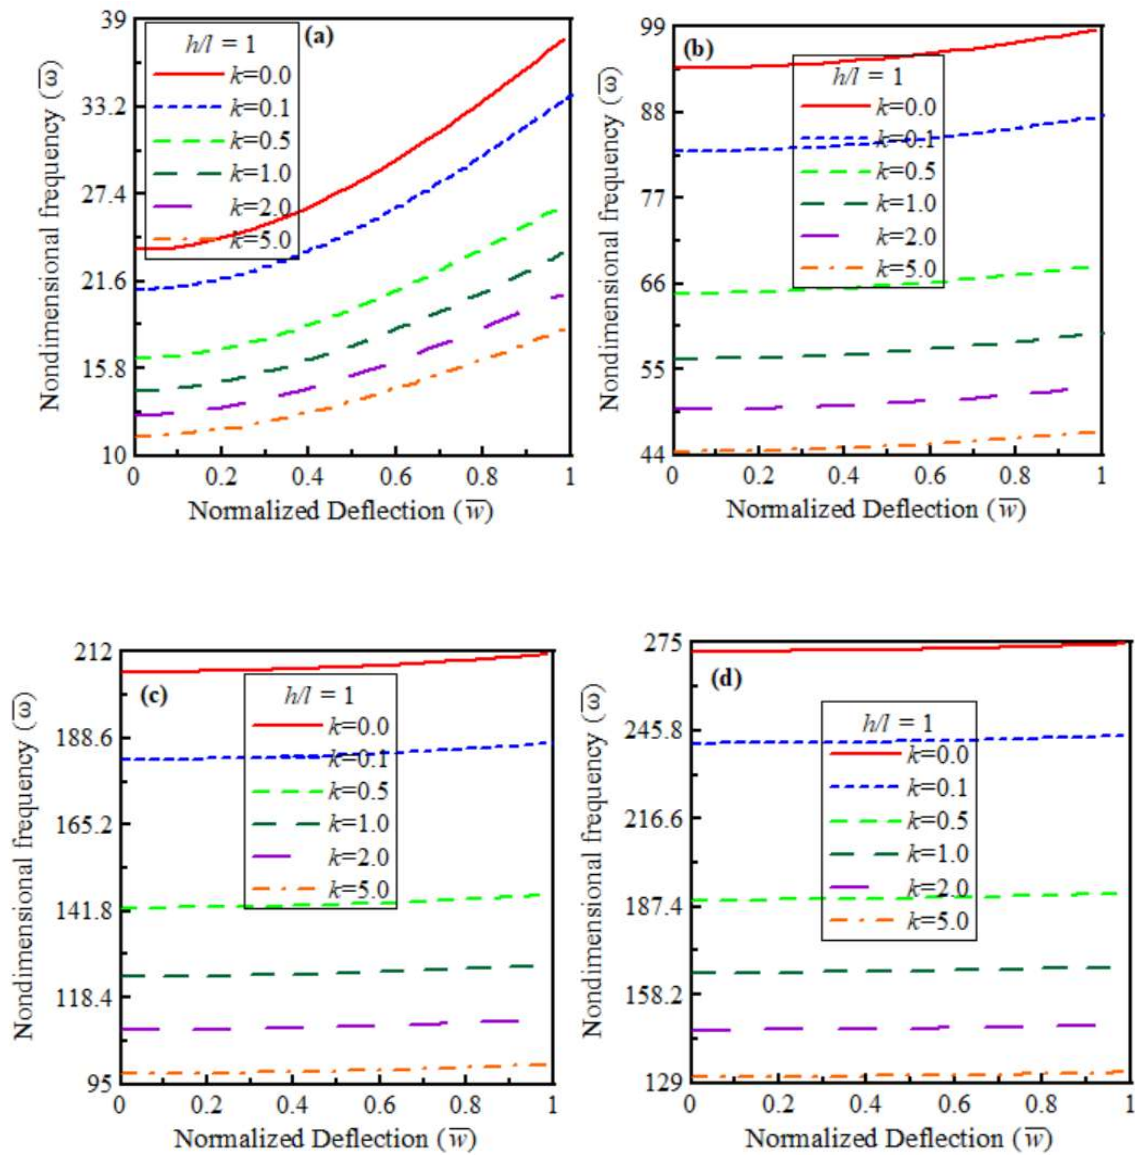 (a)
Nondimensional frequency (ω̅)
39
33.2
27.4
21.6
15.8
10
h/l = 1
k=0.0
k=0.1
k=0.5
k=1.0
k=2.0
k=5.0
0 0.2 0.4 0.6 0.8 1
Normalized Deflection (w̅)
(b)
Nondimensional frequency (ω̅)
99
88
77
66
55
44
h/l = 1
k=0.0
k=0.1
k=0.5
k=1.0
k=2.0
k=5.0
0 0.2 0.4 0.6 0.8 1
Normalized Deflection (w̅)
(c)
Nondimensional frequency (ω̅)
212
188.6
165.2
141.8
118.4
95
h/l = 1
k=0.0
k=0.1
k=0.5
k=1.0
k=2.0
k=5.0
0 0.2 0.4 0.6 0.8 1
Normalized Deflection (w̅)
(d)
Nondimensional frequency (ω̅)
275
245.8
216.6
187.4
158.2
129
h/l = 1
k=0.0
k=0.1
k=0.5
k=1.0
k=2.0
k=5.0
0 0.2 0.4 0.6 0.8 1
Normalized Deflection (w̅)